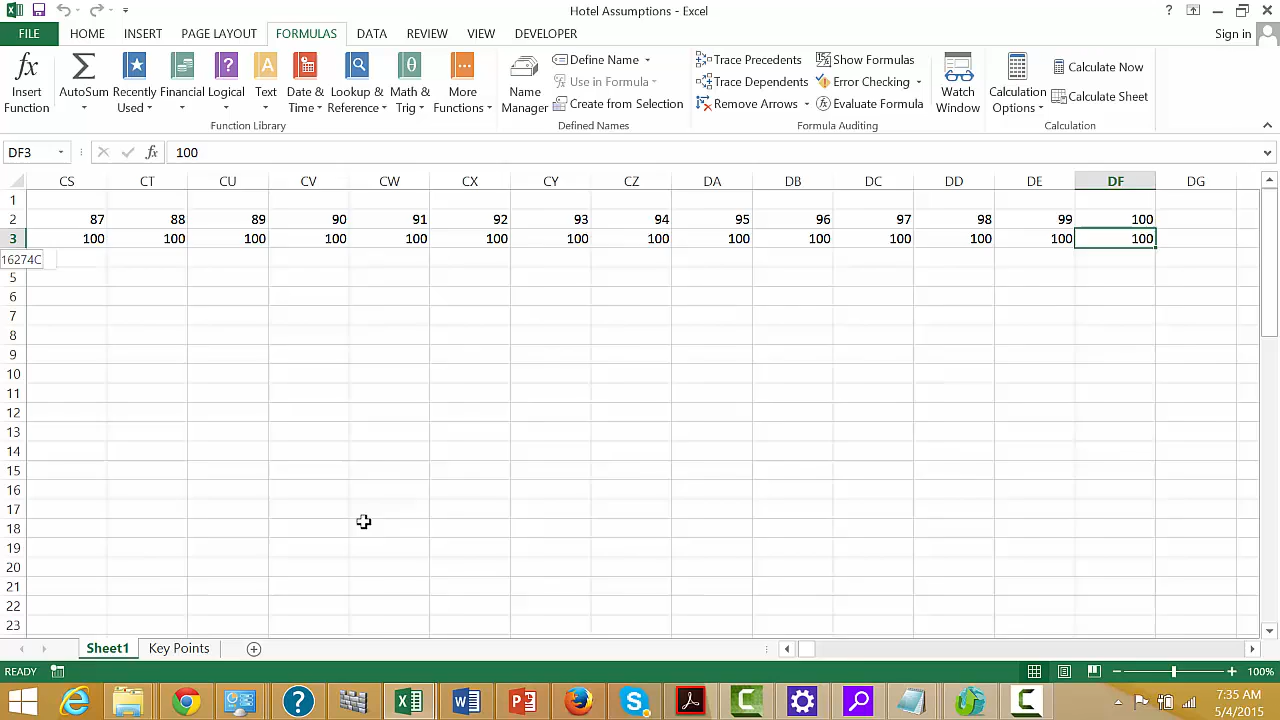 Hotel Assumptions - Excel
?
FILE HOME INSERT PAGE LAYOUT FORMULAS DATA REVIEW VIEW DEVELOPER Sign in
Insert Function
AutoSum
Recently Used
Financial
Logical
Text
Date & Time
Lookup & Reference
Math & Trig
More Functions
Function Library
Name Manager
Define Name
Use in Formula
Create from Selection
Defined Names
Trace Precedents
Trace Dependents
Remove Arrows
Show Formulas
Error Checking
Evaluate Formula
Formula Auditing
Watch Window
Calculation Options
Calculate Now
Calculate Sheet
Calculation
DF3 fx 100
CS CT CU CV CW CX CY CZ DA DB DC DD DE DF DG
1
2 87 88 89 90 91 92 93 94 95 96 97 98 99 100
3 100 100 100 100 100 100 100 100 100 100 100 100 100 100
16274C
5
6
7
8
9
10
11
12
13
14
15
16
17
18
19
20
21
22
23
Sheet1 Key Points
READY 100%
7:35 AM
5/4/2015